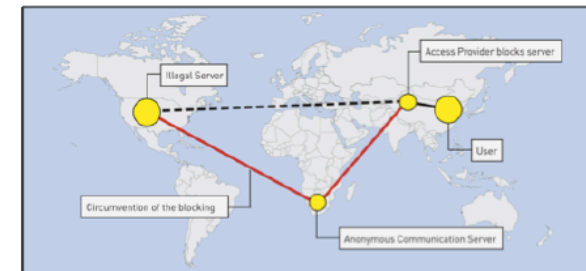 Access Provider blocks server
Illegal Server
User
Circumvention of the blocking
Anonymous Communication Server